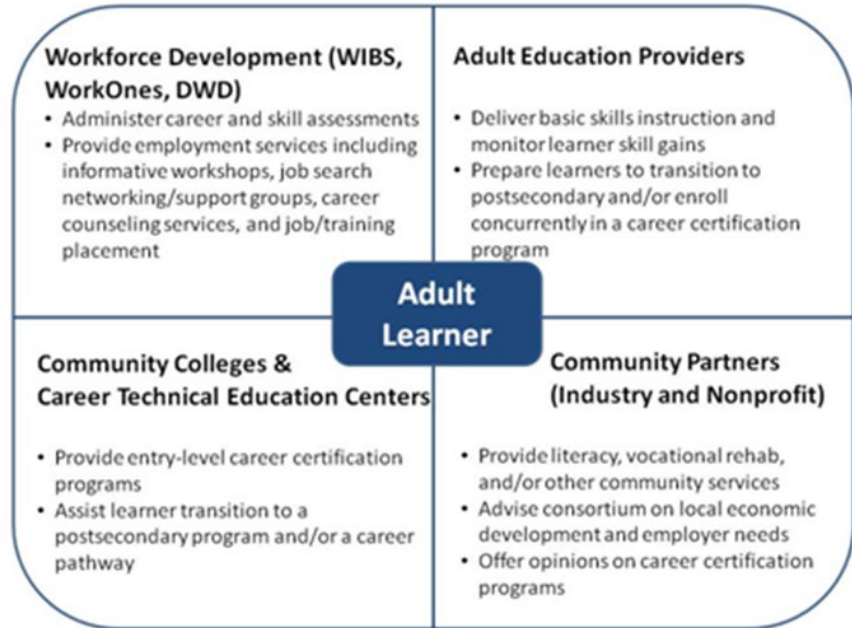 Workforce Development (WIBS,
WorkOnes, DWD)
• Administer career and skill assessments
• Provide employment services including
informative workshops, job search
networking/support groups, career
counseling services, and job/training
placement
Adult Education Providers
• Deliver basic skills instruction and
monitor learner skill gains
• Prepare learners to transition to
postsecondary and/or enroll
concurrently in a career certification
program
Adult
Learner
Community Colleges &
Career Technical Education Centers
• Provide entry-level career certification
programs
• Assist learner transition to a
postsecondary program and/or a career
pathway
Community Partners
(Industry and Nonprofit)
• Provide literacy, vocational rehab,
and/or other community services
• Advise consortium on local economic
development and employer needs
• Offer opinions on career certification
programs